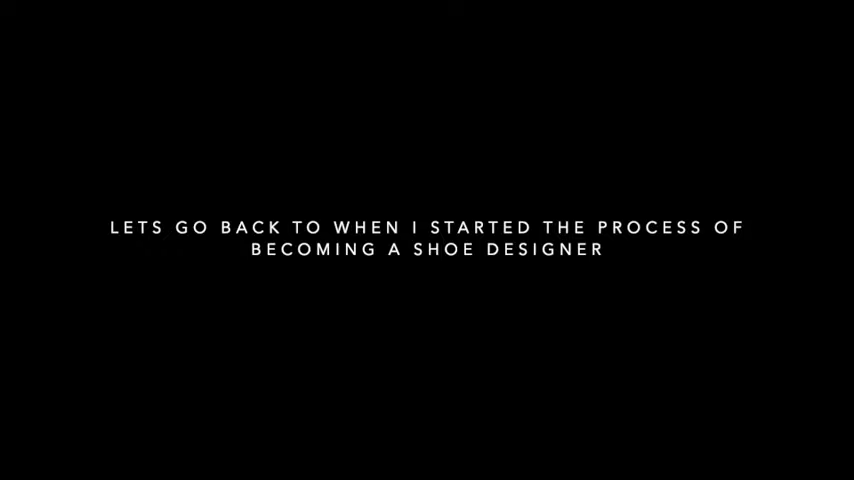 LETS GO BACK TO WHEN I STARTED THE PROCESS OF
BECOMING A SHOE DESIGNER